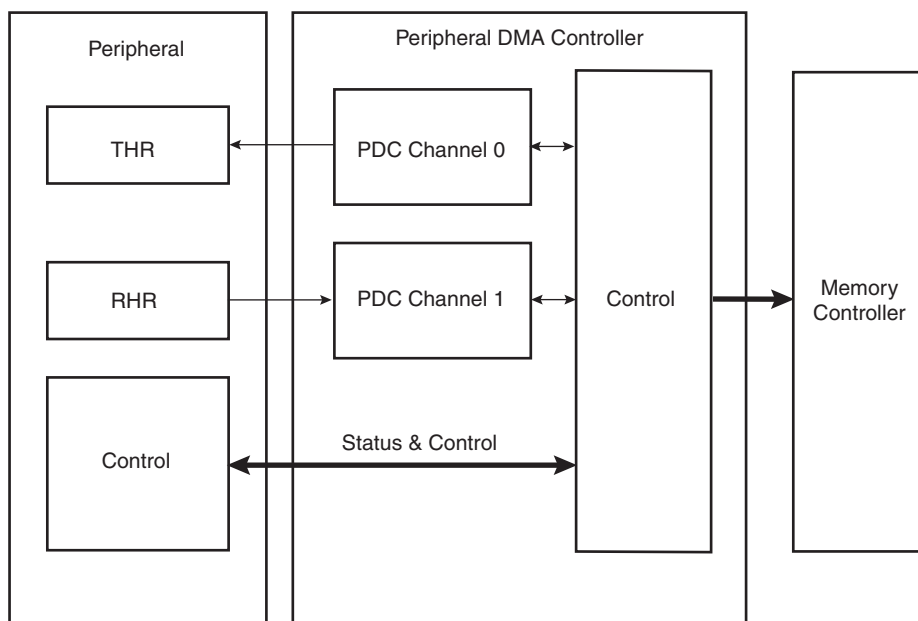 Peripheral
Peripheral DMA Controller
THR
PDC Channel 0
RHR
PDC Channel 1
Control
Memory
Controller
Status & Control
Control